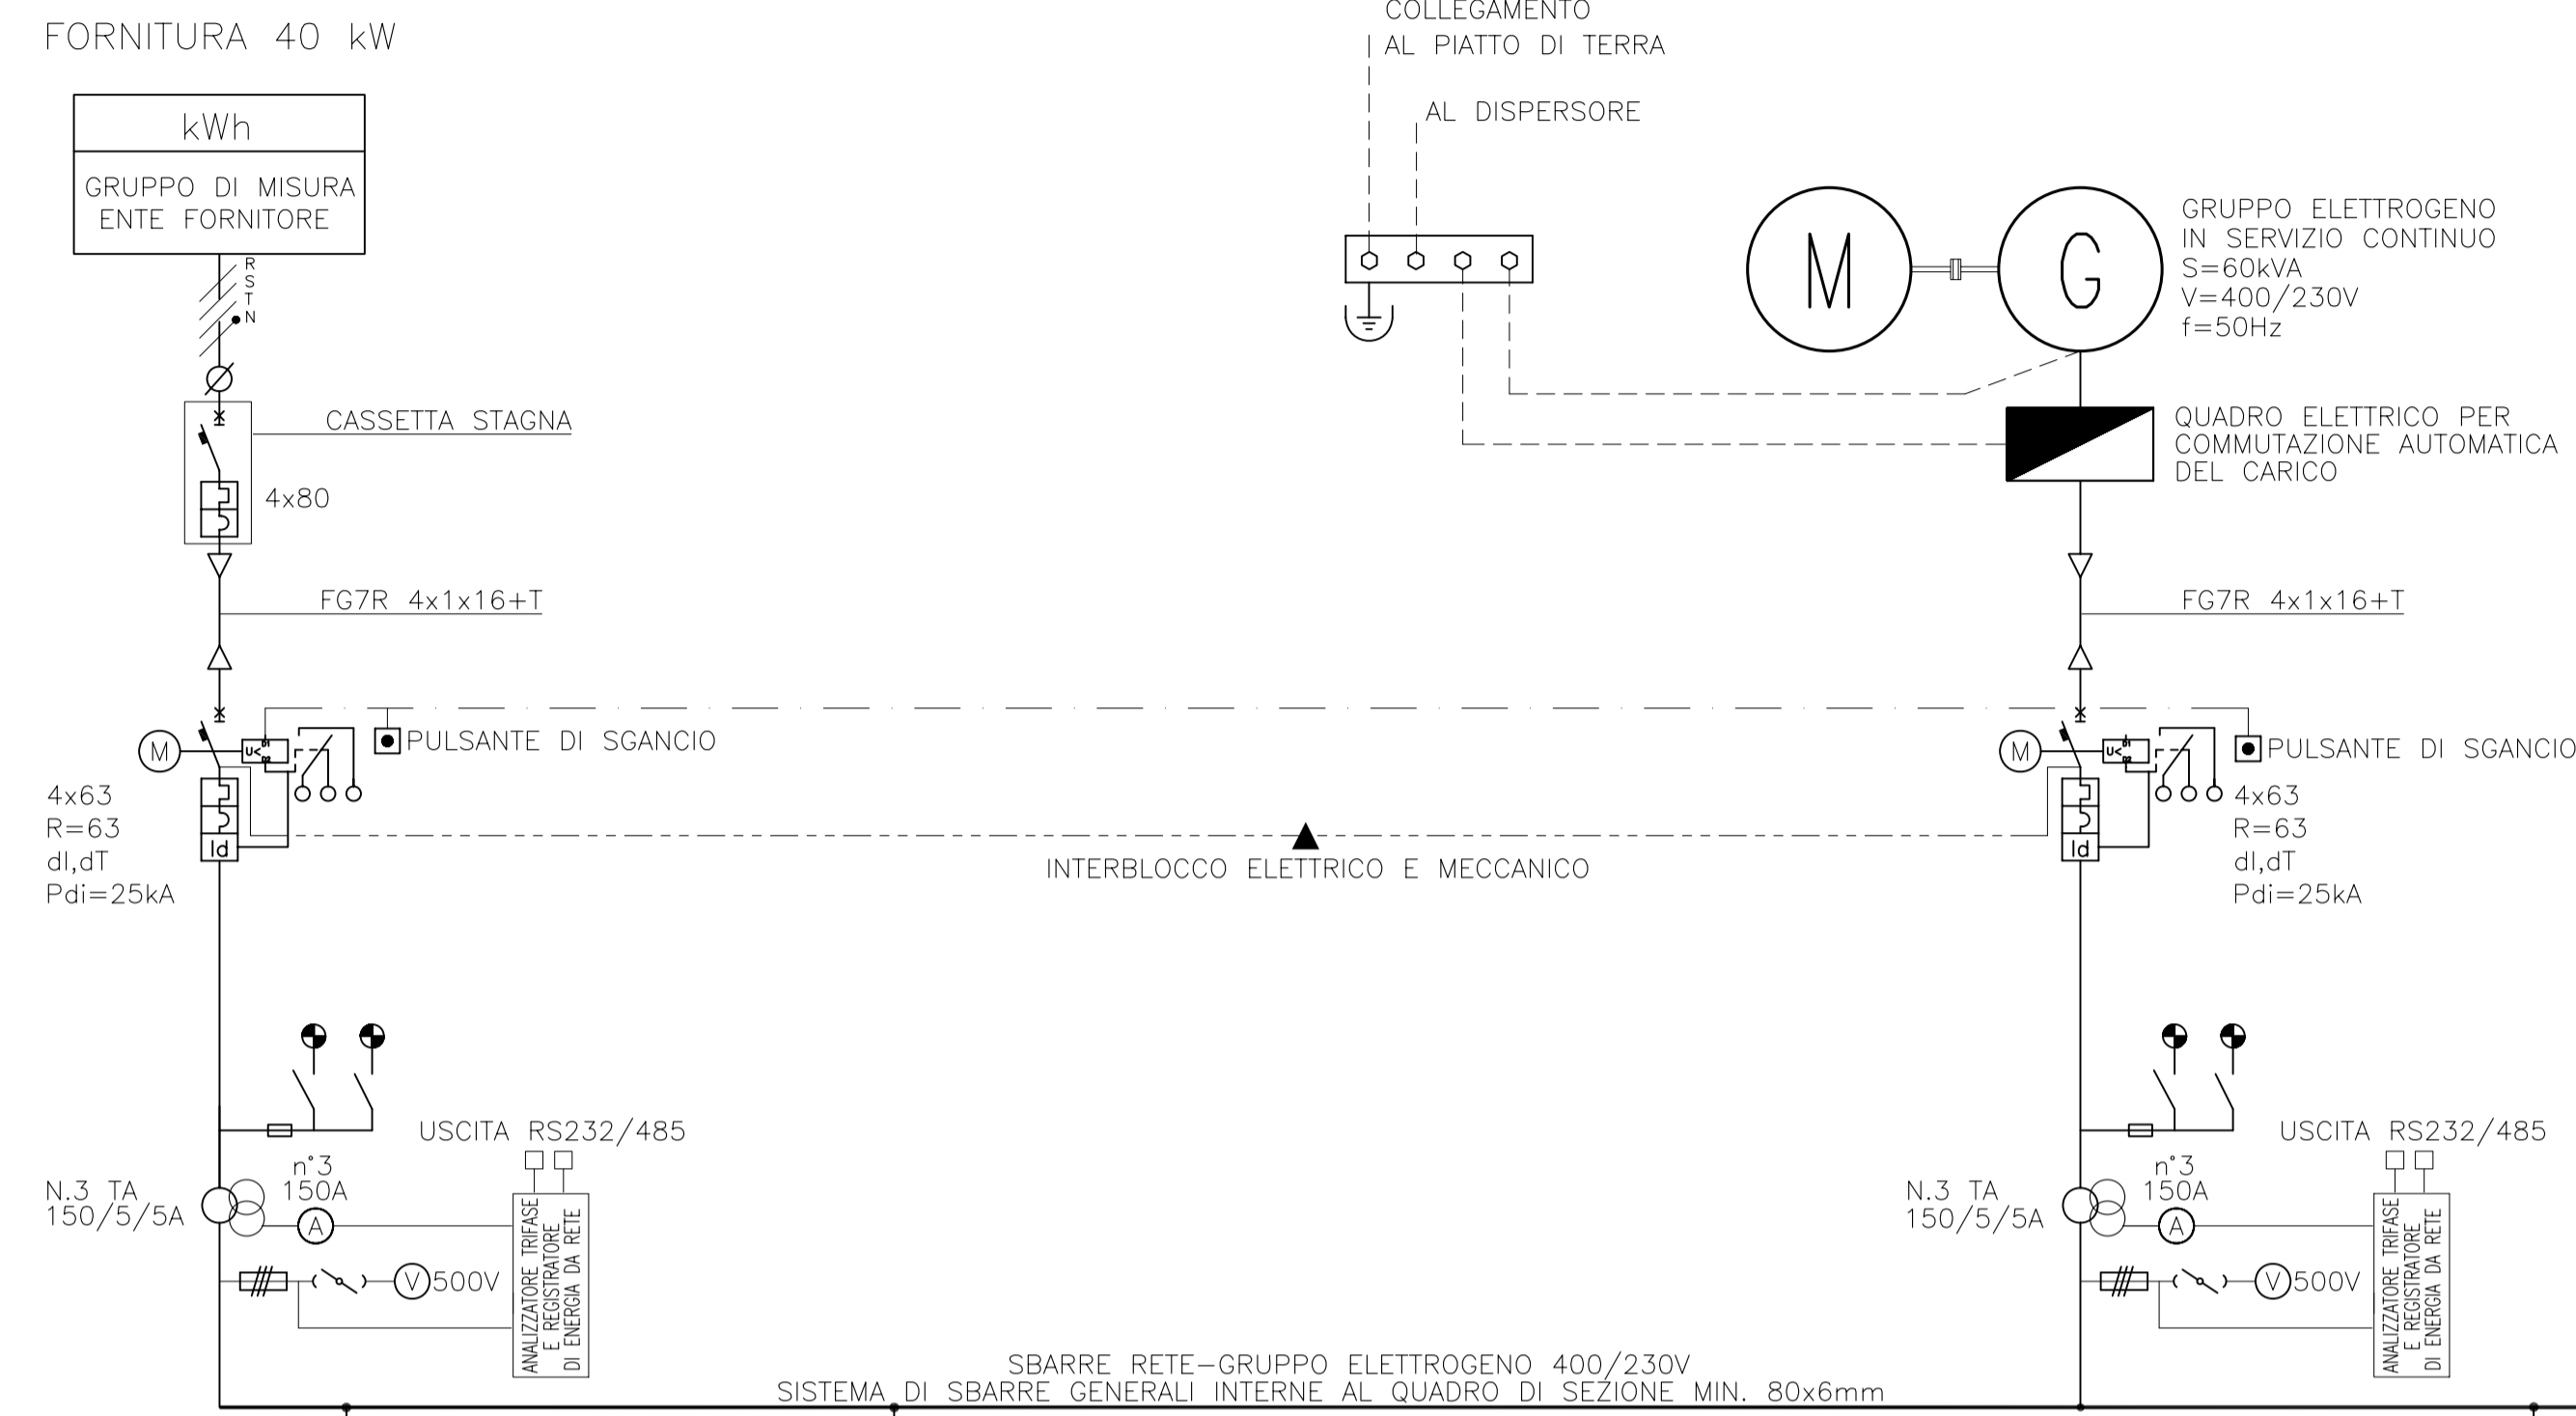 FORNITURA 40 kW
kWh
GRUPPO DI MISURA
ENTE FORNITORE
R
S
T
N
CASSETTA STAGNA
4x80
FG7R 4x1x16+T
COLLEGAMENTO
AL PIATTO DI TERRA
AL DISPERSORE
M
G
GRUPPO ELETTROGENO
IN SERVIZIO CONTINUO
S=60kVA
V=400/230V
f=50Hz
QUADRO ELETTRICO PER
COMMUTAZIONE AUTOMATICA
DEL CARICO
FG7R 4x1x16+T
M
U<
PULSANTE DI SGANCIO
4x63
R=63
dI,dT
Pdi=25kA
Id
INTERBLOCCO ELETTRICO E MECCANICO
M
U<
PULSANTE DI SGANCIO
4x63
R=63
dI,dT
Pdi=25kA
Id
USCITA RS232/485
N.3 TA
150/5/5A
n°3
150A
A
V
500V
ANALIZZATORE TRIFASE
E REGISTRATORE
DI ENERGIA DA RETE
USCITA RS232/485
N.3 TA
150/5/5A
n°3
150A
A
V
500V
ANALIZZATORE TRIFASE
E REGISTRATORE
DI ENERGIA DA RETE
SBARRE RETE-GRUPPO ELETTROGENO 400/230V
SISTEMA DI SBARRE GENERALI INTERNE AL QUADRO DI SEZIONE MIN. 80x6mm